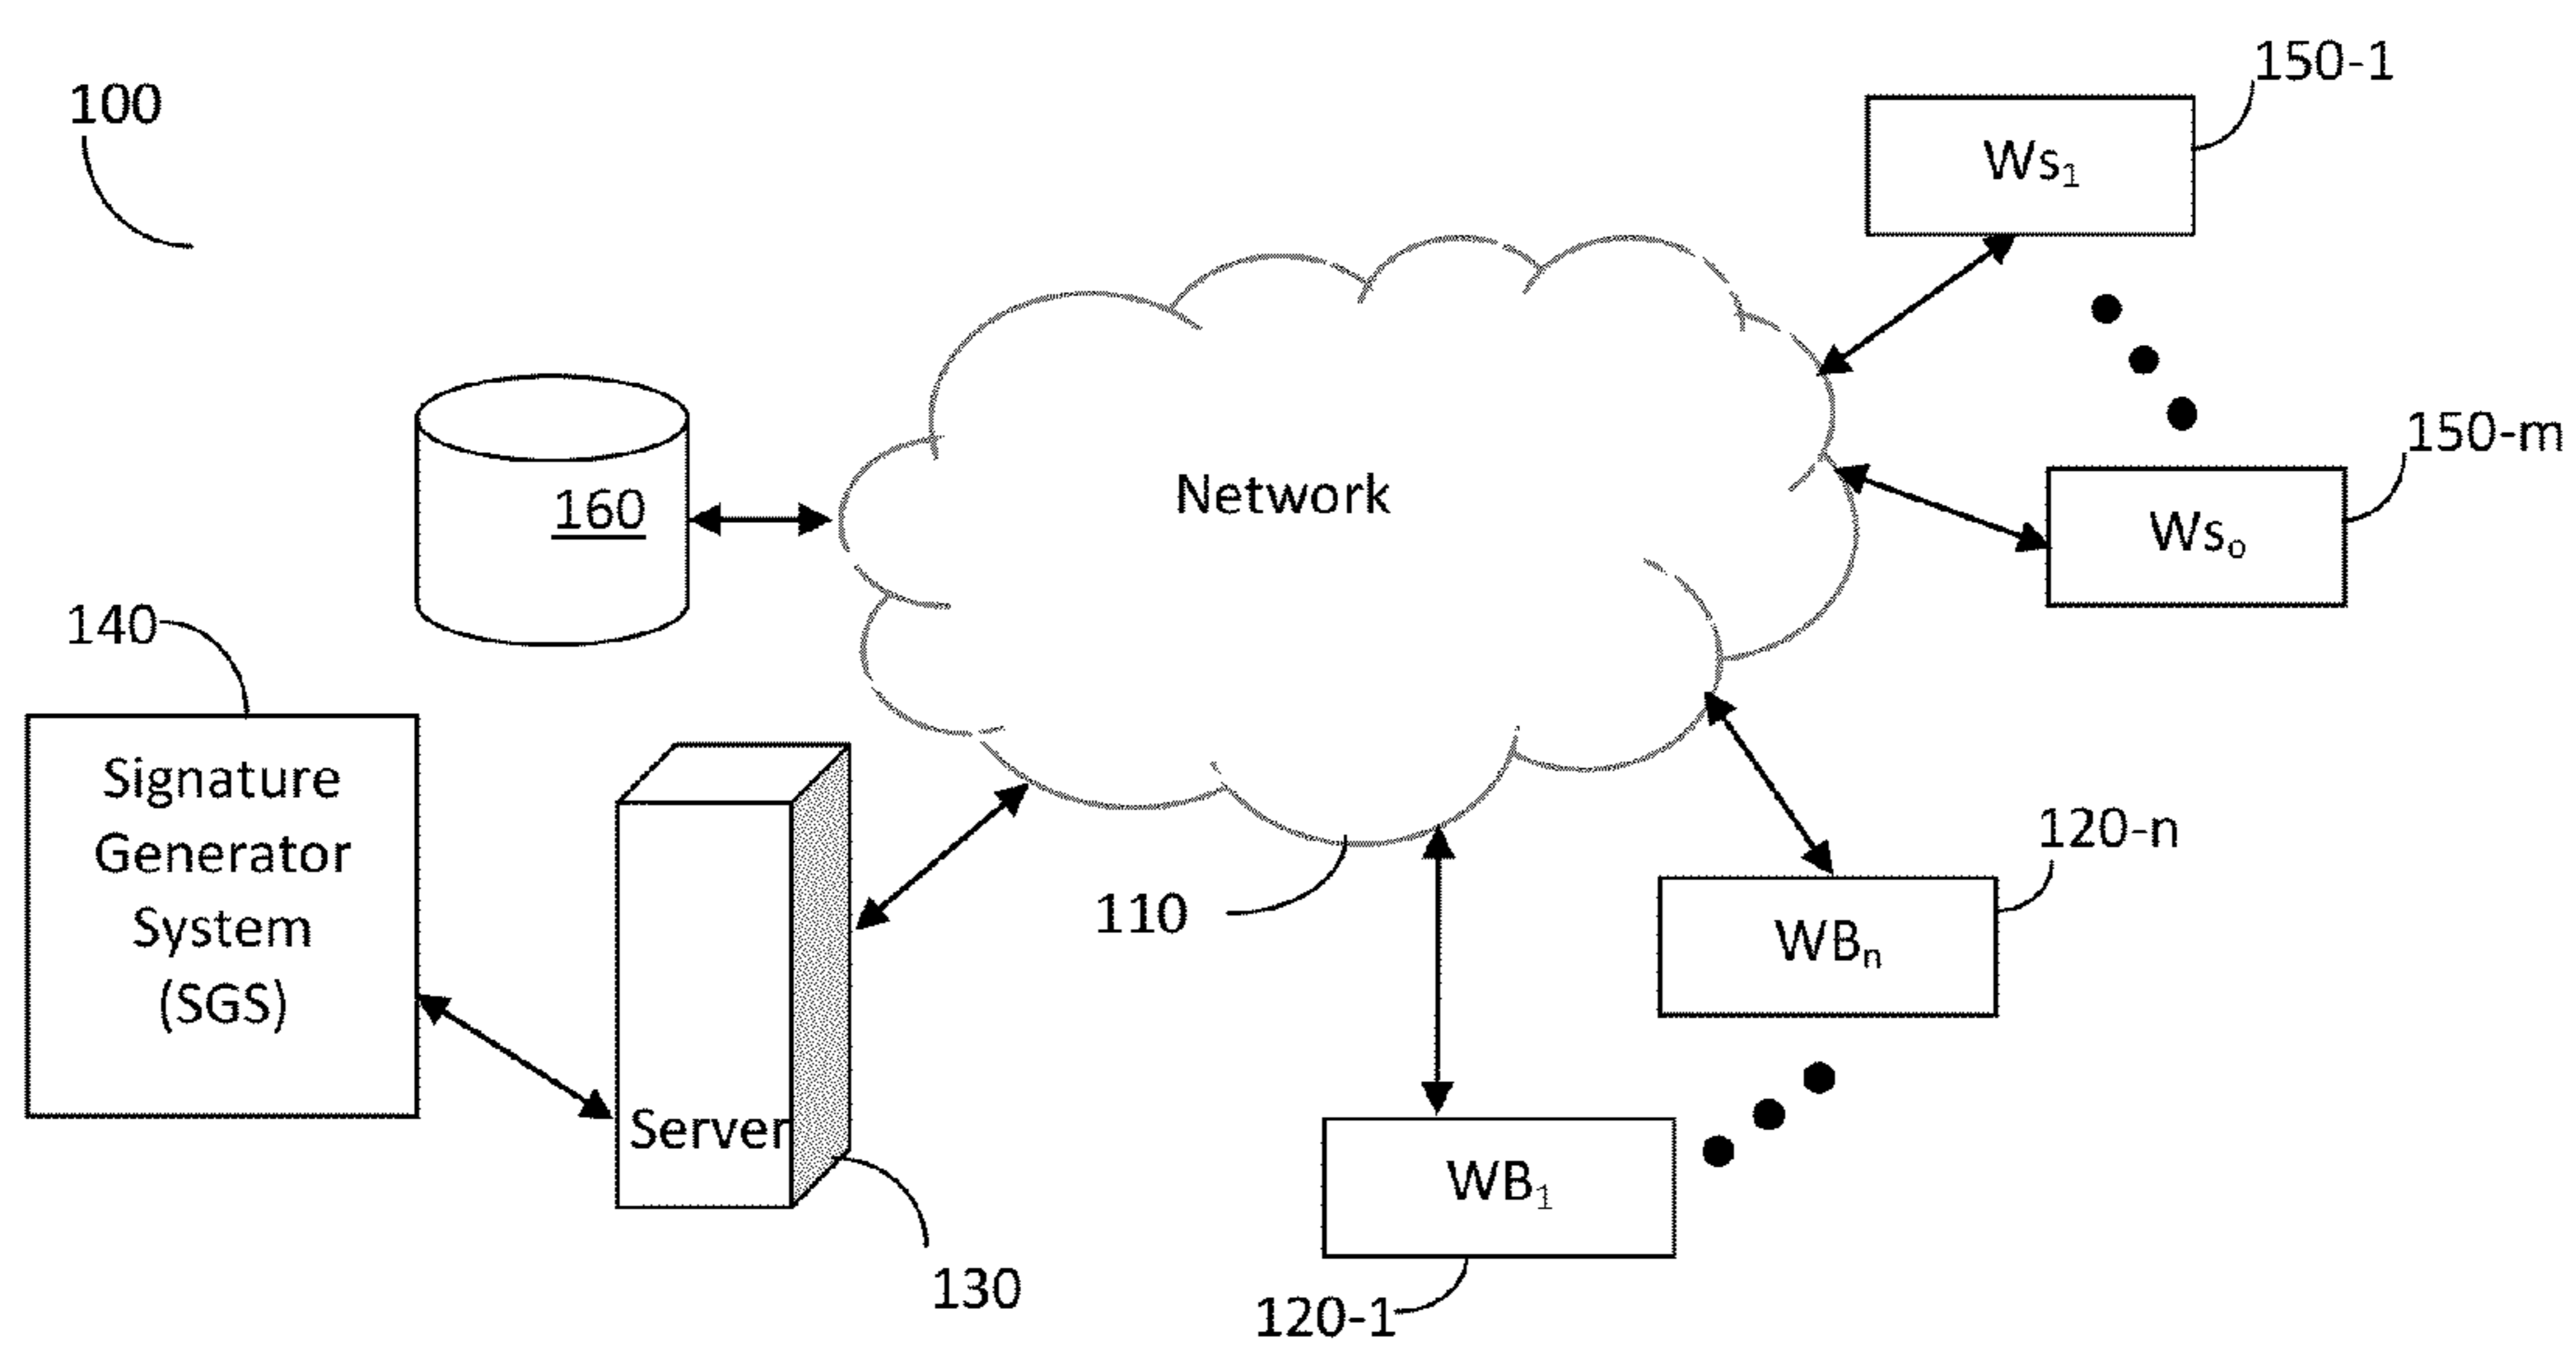 150-1
100
Ws₁
150-m
Network
160
Wsₒ
140
Signature
Generator
System
(SGS)
120-n
110
WBₙ
Server
WB₁
130
120-1